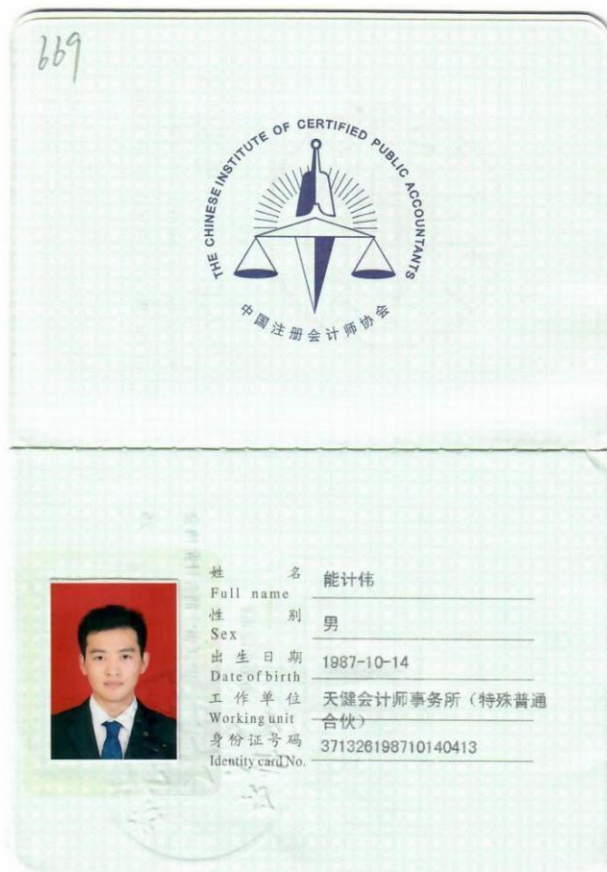 669
THE CHINESE INSTITUTE OF CERTIFIED PUBLIC ACCOUNTANTS
中国注册会计师协会
姓 名 能计伟
Full name
性 别 男
Sex
出生日期 1987-10-14
Date of birth
工作单位 天健会计师事务所（特殊普通
Working unit 合伙）
身份证号码 371326198710140413
Identity card No.